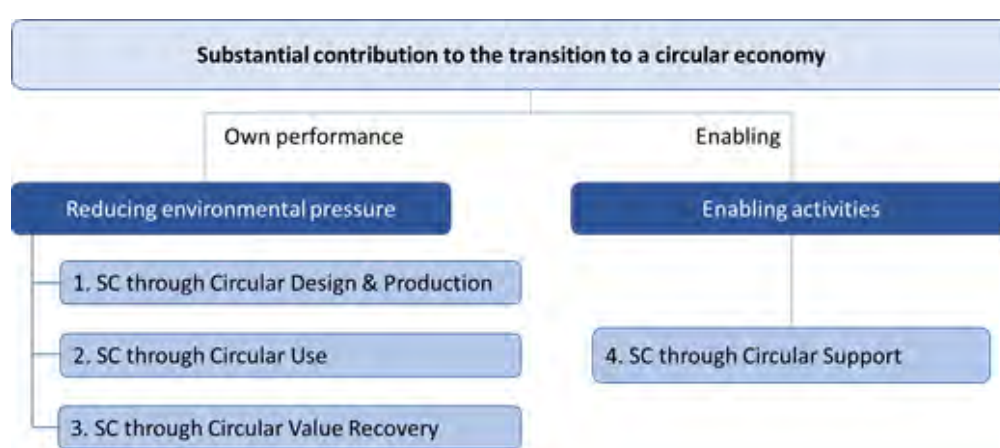 Substantial contribution to the transition to a circular economy
Own performance
Enabling
Reducing environmental pressure
Enabling activities
1. SC through Circular Design & Production
2. SC through Circular Use
3. SC through Circular Value Recovery
4. SC through Circular Support